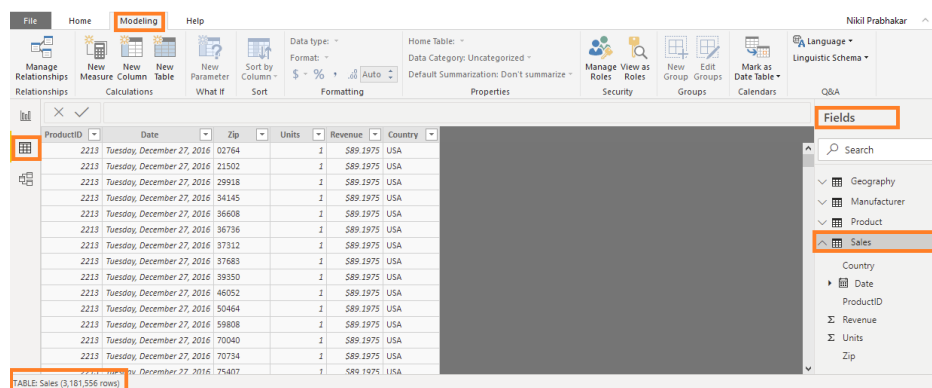 File Home Modeling Help Nikil Prabhakar
Manage Relationships New Measure New Column New Table New Parameter Sort by Column Data type: Format: $ % , .00 Auto Home Table: Data Category: Uncategorized Default Summarization: Don't summarize Manage Roles View as Roles New Group Edit Groups Mark as Date Table Language Linguistic Schema
Relationships Calculations What If Sort Formatting Properties Security Groups Calendars Q&A
Fields
Search
Geography
Manufacturer
Product
Sales
Country
Date
ProductID
Σ Revenue
Σ Units
Zip
ProductID Date Zip Units Revenue Country
2213 Tuesday, December 27, 2016 02764 1 $89.1975 USA
2213 Tuesday, December 27, 2016 21502 1 $89.1975 USA
2213 Tuesday, December 27, 2016 29918 1 $89.1975 USA
2213 Tuesday, December 27, 2016 34145 1 $89.1975 USA
2213 Tuesday, December 27, 2016 36608 1 $89.1975 USA
2213 Tuesday, December 27, 2016 36736 1 $89.1975 USA
2213 Tuesday, December 27, 2016 37312 1 $89.1975 USA
2213 Tuesday, December 27, 2016 37683 1 $89.1975 USA
2213 Tuesday, December 27, 2016 39350 1 $89.1975 USA
2213 Tuesday, December 27, 2016 46052 1 $89.1975 USA
2213 Tuesday, December 27, 2016 50464 1 $89.1975 USA
2213 Tuesday, December 27, 2016 59808 1 $89.1975 USA
2213 Tuesday, December 27, 2016 70040 1 $89.1975 USA
2213 Tuesday, December 27, 2016 70734 1 $89.1975 USA
2213 Tuesday, December 27, 2016 75407 1 $89.1975 USA
TABLE: Sales (3,181,556 rows)